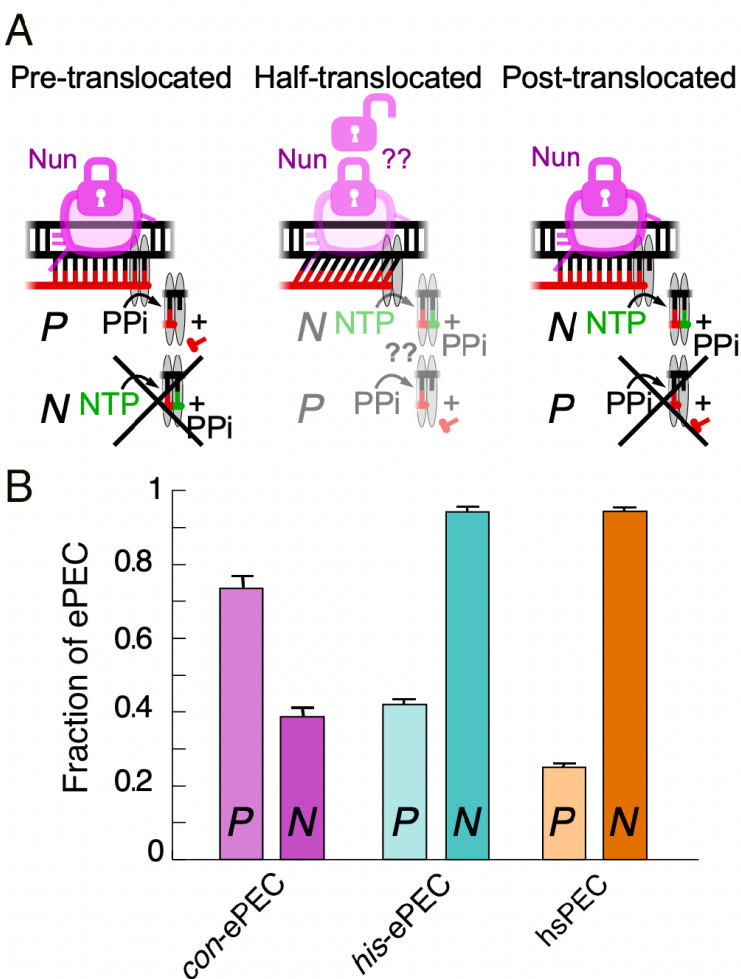 A
Pre-translocated Half-translocated Post-translocated
Nun Nun ?? Nun
P PPi + N NTP + PPi N NTP + PPi
??
N NTP + PPi P PPi + P PPi +
B
Fraction of ePEC
1
0.8
0.6
0.4
0.2
0
P N P N P N
con-ePEC his-ePEC hsPEC